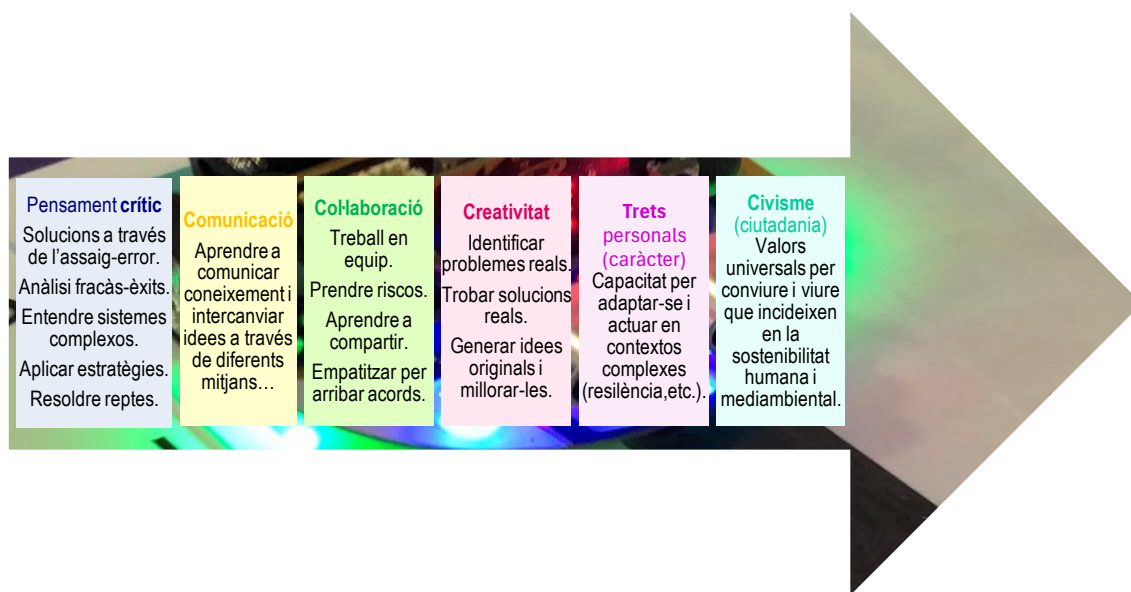 Pensament crític
Solucions a través
de l’assaig-error.
Anàlisi fracàs-èxits.
Entendre sistemes
complexos.
Aplicar estratègies.
Resoldre reptes.
Comunicació
Aprendre a
comunicar
coneixement i
intercanviar
idees a través
de diferents
mitjans…
Col·laboració
Treball en
equip.
Prendre riscos.
Aprendre a
compartir.
Empatitzar per
arribar acords.
Creativitat
Identificar
problemes reals.
Trobar solucions
reals.
Generar idees
originals i
millorar-les.
Trets
personals
(caràcter)
Capacitat per
adaptar-se i
actuar en
contextos
complexes
(resilència,etc.).
Civisme
(ciutadania)
Valors
universals per
conviure i viure
que incideixen
en la
sostenibilitat
humana i
mediambiental.